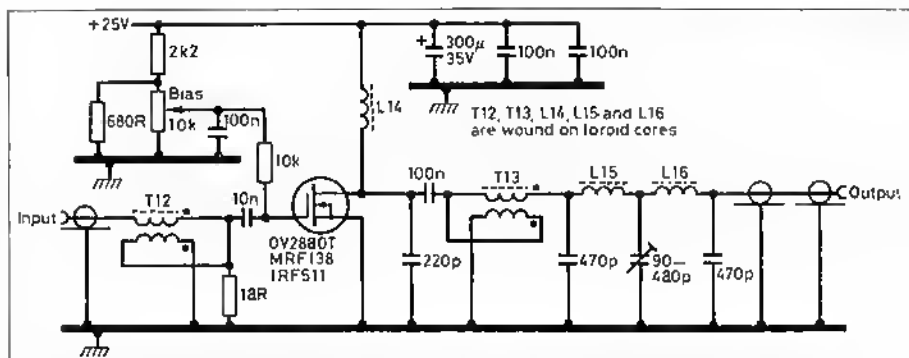 +25V
2k2
Bias
680R
10k
100n
10k
L14
+
300μ
35V
100n
100n
T12, T13, L14, L15 and L16
are wound on toroid cores
Input
T12
10n
18R
OV2880T
MRF138
IRF511
220p
100n
T13
470p
L15
90–
480p
L16
470p
Output